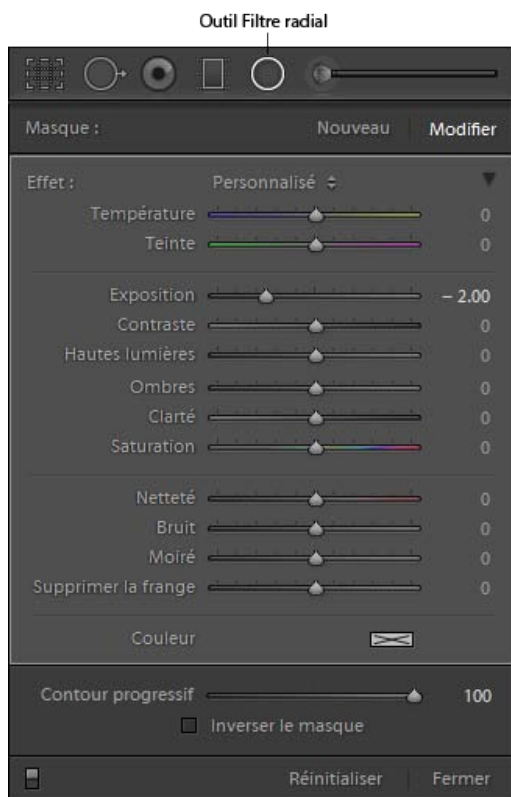 Outil Filtre radial
Masque : Nouveau Modifier
Effet : Personnalisé
Température 0
Teinte 0
Exposition – 2.00
Contraste 0
Hautes lumières 0
Ombres 0
Clarté 0
Saturation 0
Netteté 0
Bruit 0
Moiré 0
Supprimer la frange 0
Couleur
Contour progressif 100
Inverser le masque
Réinitialiser Fermer